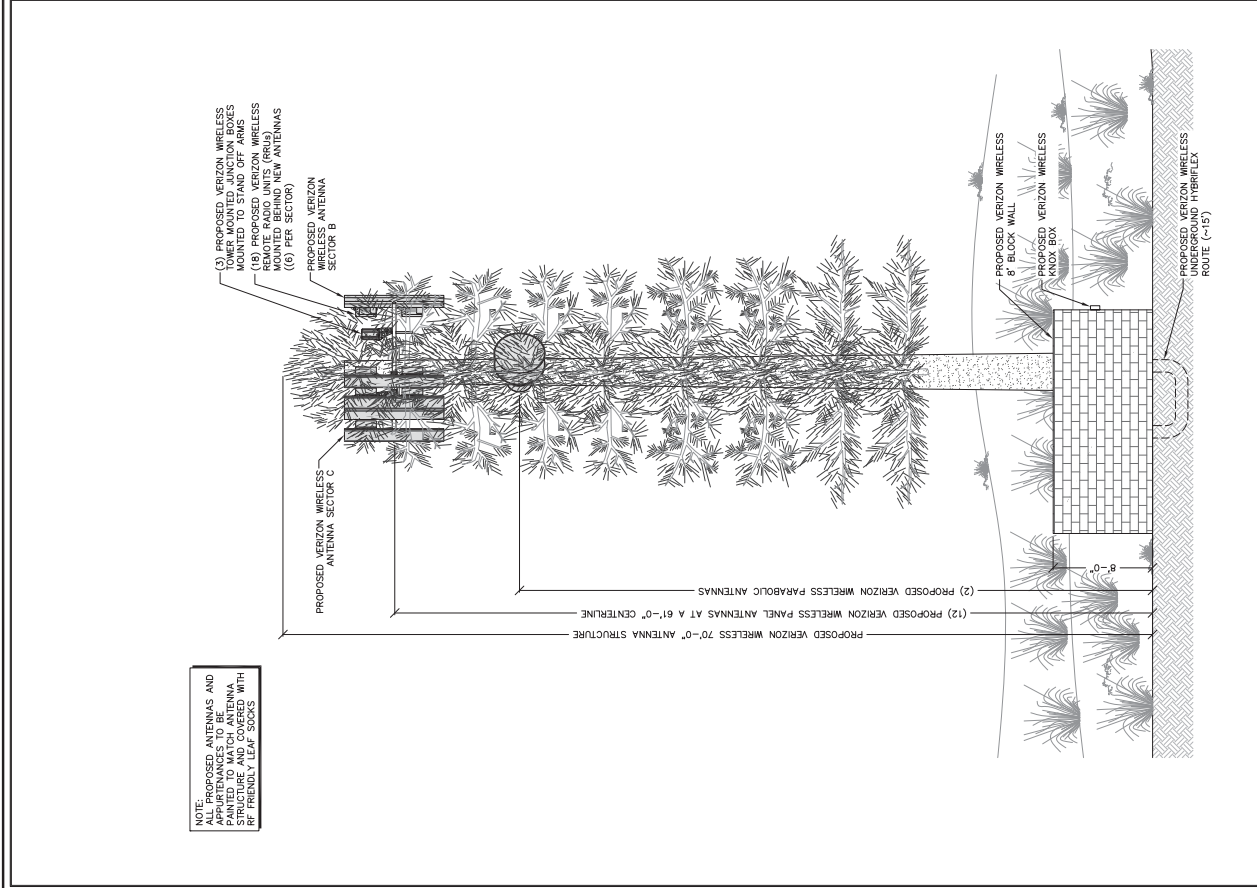 (3) PROPOSED VERIZON WIRELESS
TOWER MOUNTED JUNCTION BOXES
MOUNTED TO STAND OFF ARMS
(18) PROPOSED VERIZON WIRELESS
REMOTE RADIO UNITS (RRUs)
MOUNTED BEHIND NEW ANTENNAS
((6) PER SECTOR)
PROPOSED VERIZON
WIRELESS ANTENNA
SECTOR B
PROPOSED VERIZON WIRELESS
ANTENNA SECTOR C
NOTE:
ALL PROPOSED ANTENNAS AND
APPURTENANCES TO BE
PAINTED TO MATCH ANTENNA
STRUCTURE AND COVERED WITH
RF FRIENDLY LEAF SOCKS
PROPOSED VERIZON WIRELESS
8' BLOCK WALL
PROPOSED VERIZON WIRELESS
KNOX BOX
PROPOSED VERIZON WIRELESS
UNDERGROUND HYBRIFLEX
ROUTE (~15')
8'-0"
(2) PROPOSED VERIZON WIRELESS PARABOLIC ANTENNAS
(12) PROPOSED VERIZON WIRELESS PANEL ANTENNAS AT A 61'-0" CENTERLINE
PROPOSED VERIZON WIRELESS 70'-0" ANTENNA STRUCTURE